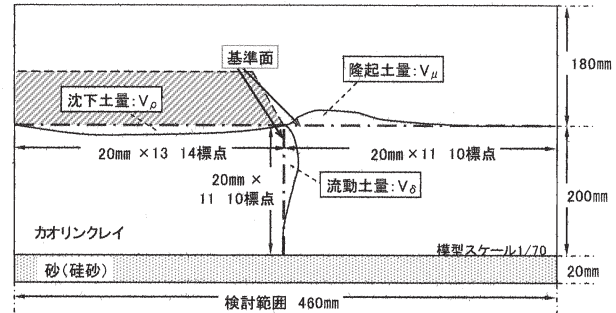 基準面
隆起土量:Vμ
180mm
沈下土量:Vρ
20mm ×13 14標点
20mm ×11 10標点
20mm ×
11 10標点
流動土量:Vδ
200mm
カオリンクレイ
模型スケール1/70
砂(硅砂)
20mm
検討範囲 460mm